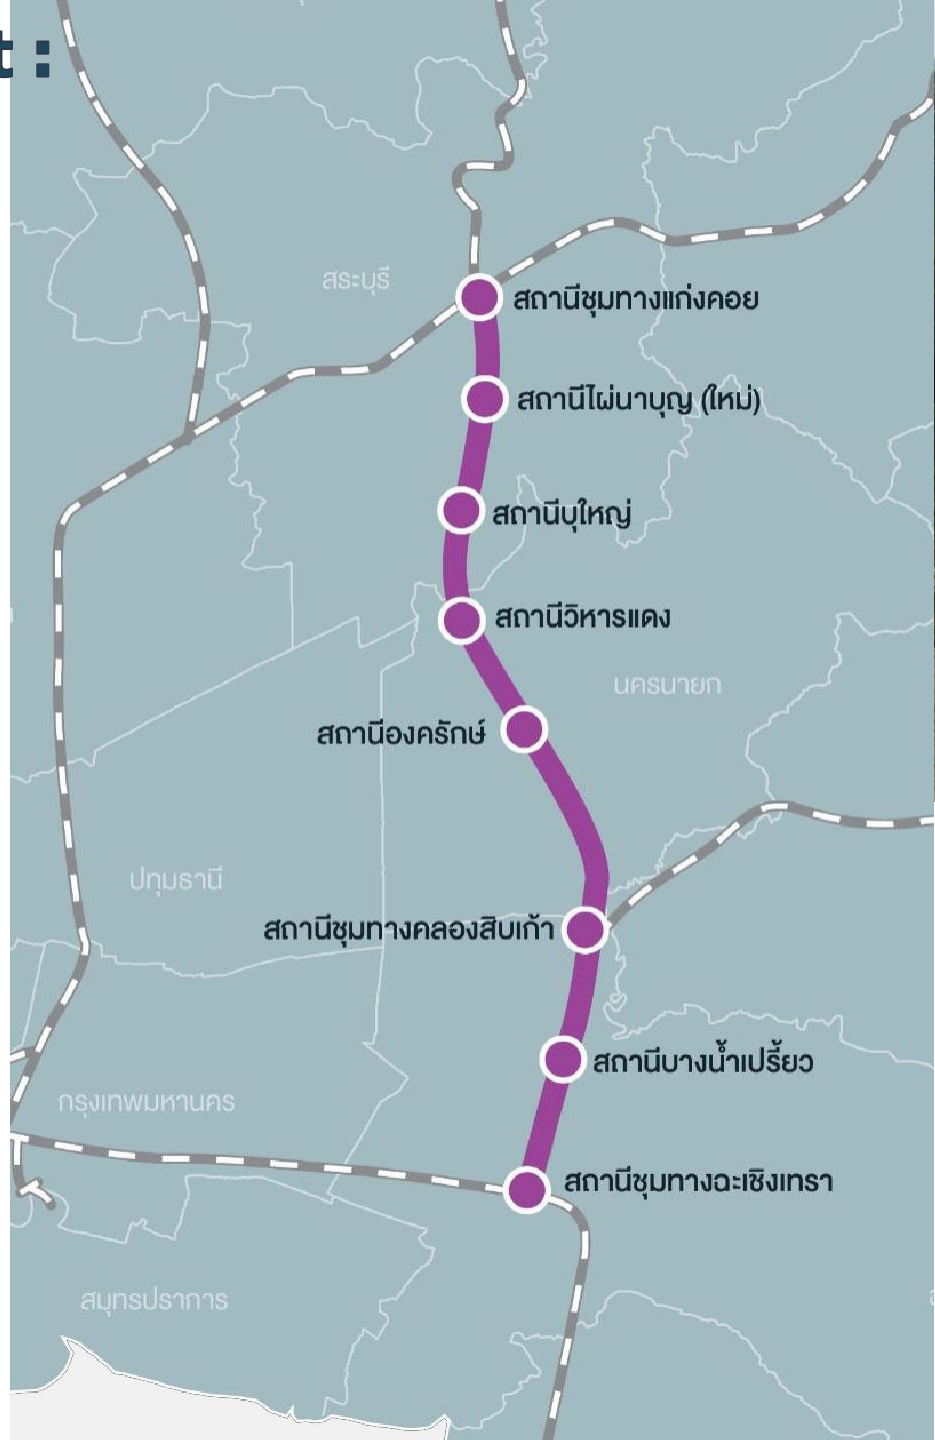 t:
สระบุรี
สถานีชุมทางแก่งคอย
สถานีไผ่นาบุญ (ใหม่)
สถานีบุใหญ่
สถานีวิหารแดง
นครนายก
สถานีองครักษ์
ปทุมธานี
สถานีชุมทางคลองสิบเก้า
สถานีบางน้ำเปรี้ยว
กรุงเทพมหานคร
สถานีชุมทางฉะเชิงเทรา
สมุทรปราการ